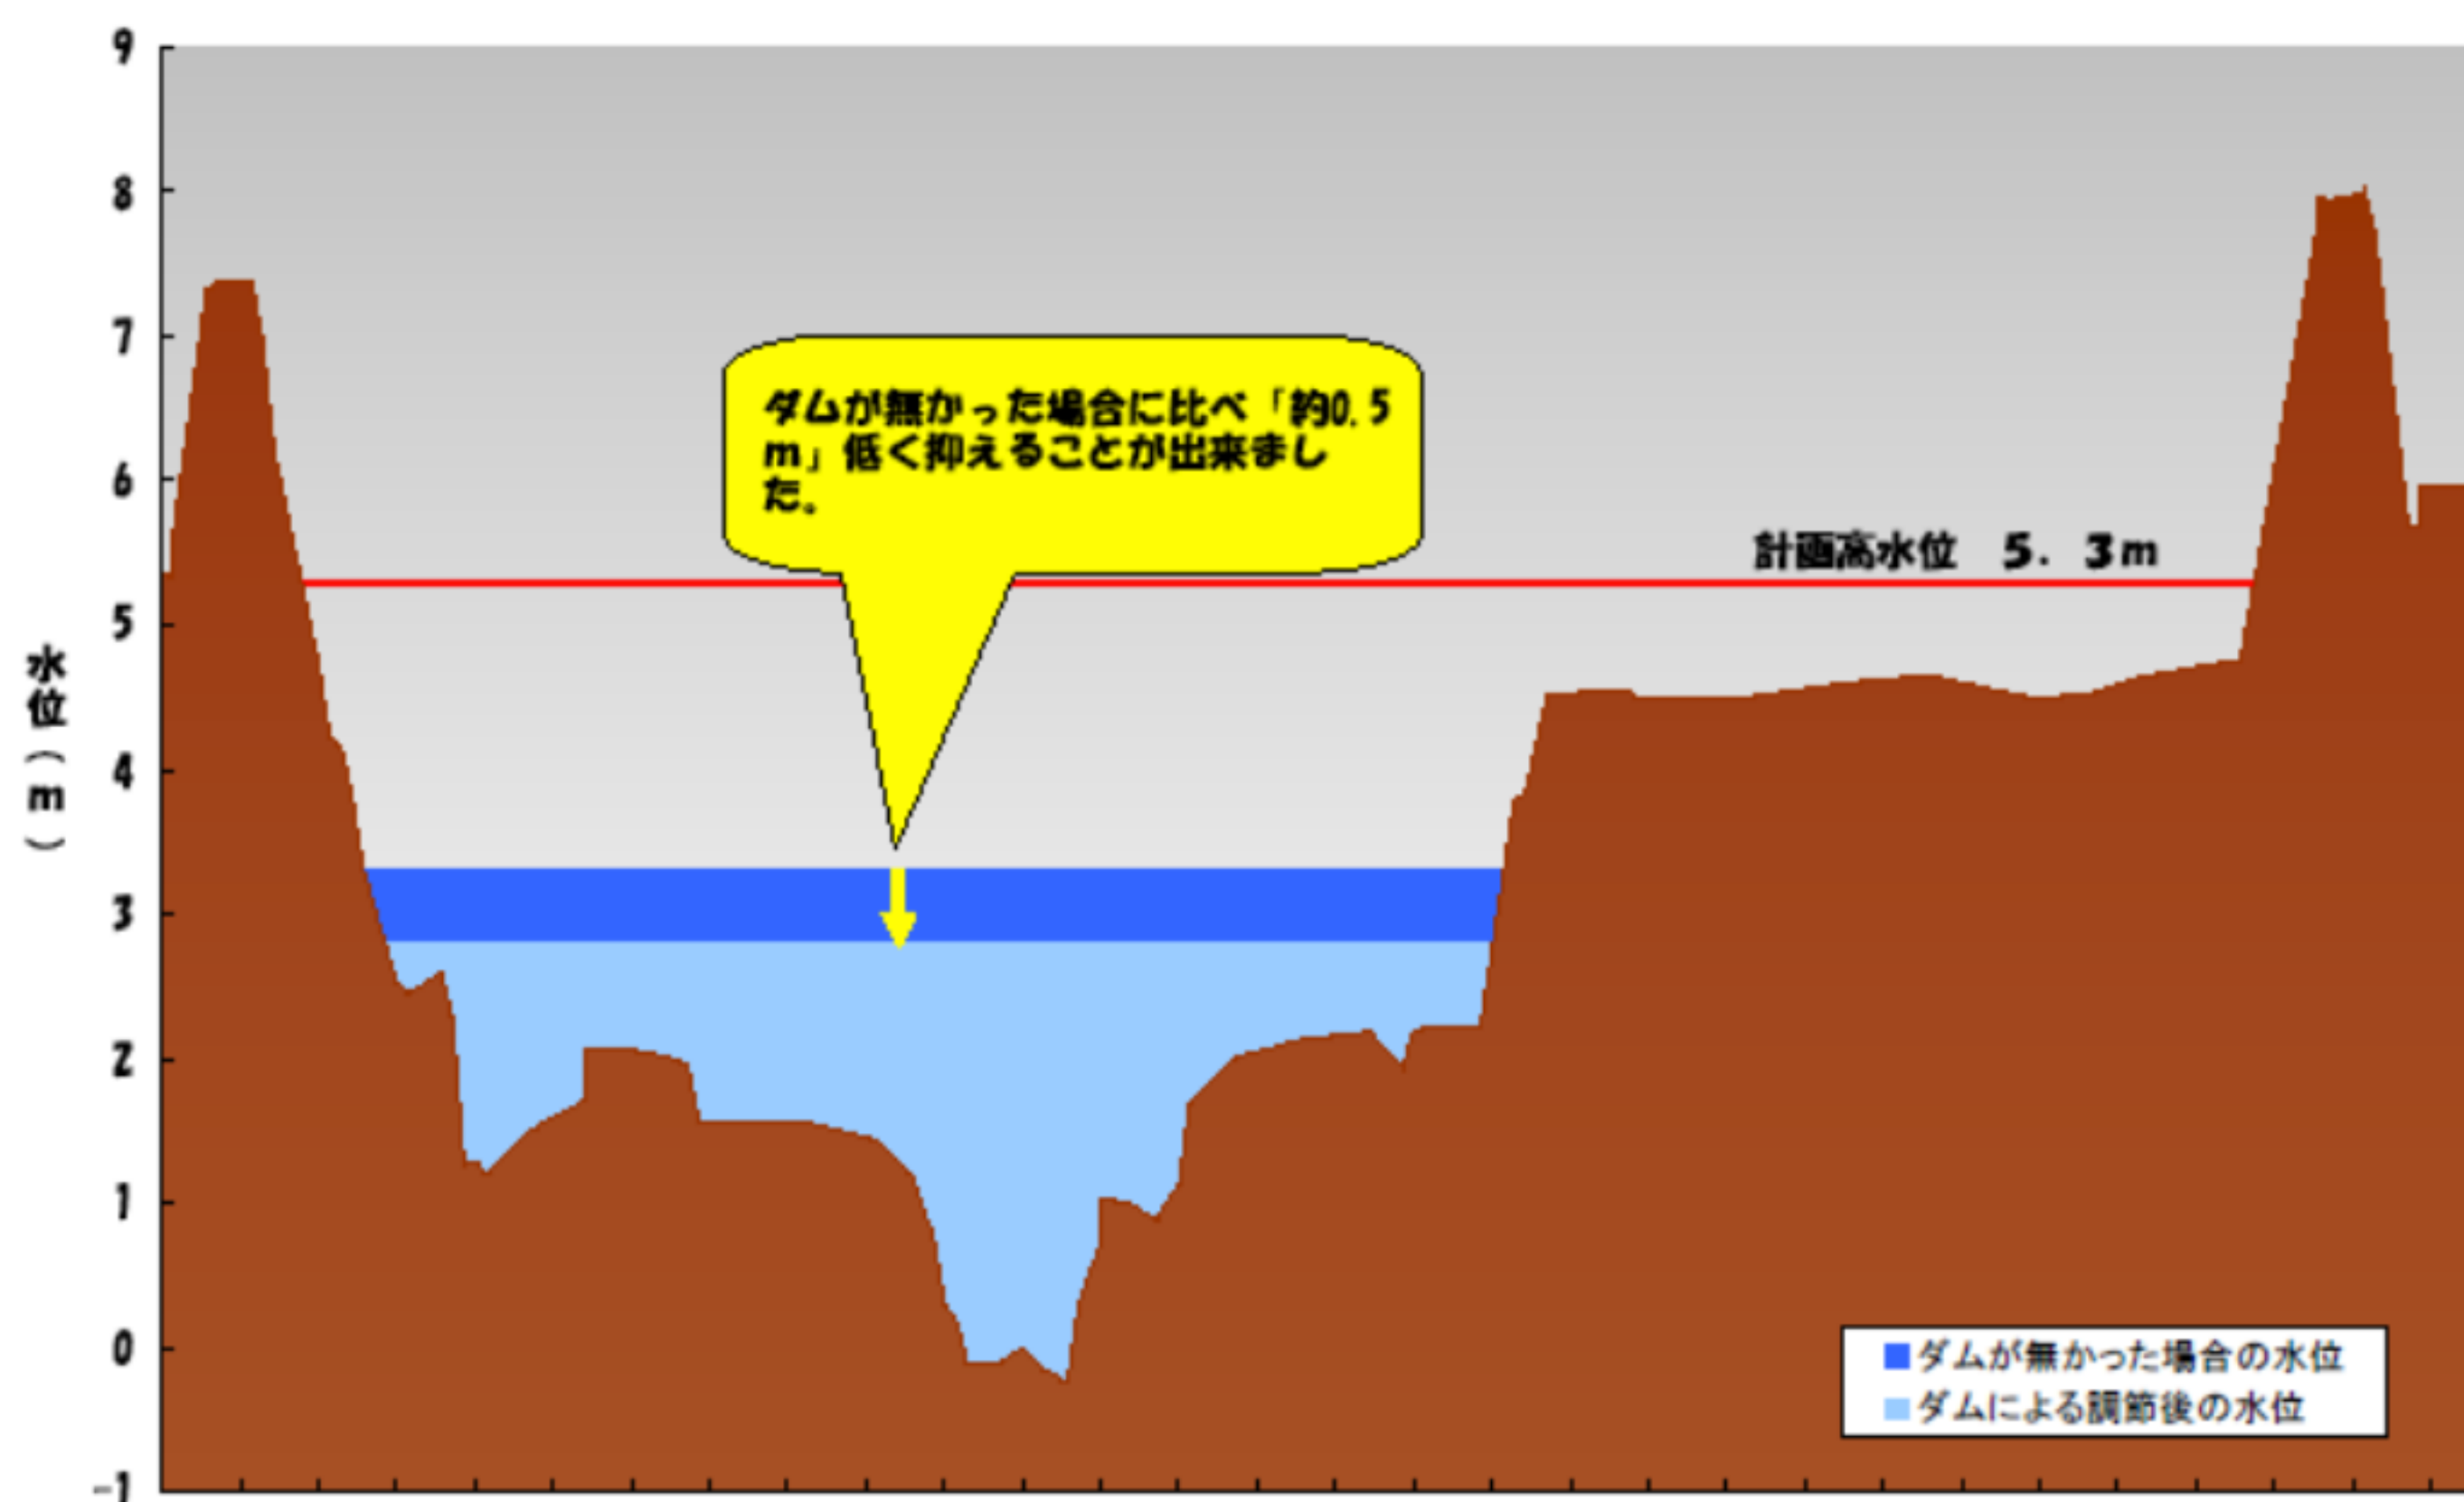 9
8
7
6
5
4
3
2
1
0
-1
水位(m)
ダムが無かった場合に比べ「約0.5
m」低く抑えることが出来まし
た。
計画高水位　5.3m
ダムが無かった場合の水位
ダムによる調節後の水位